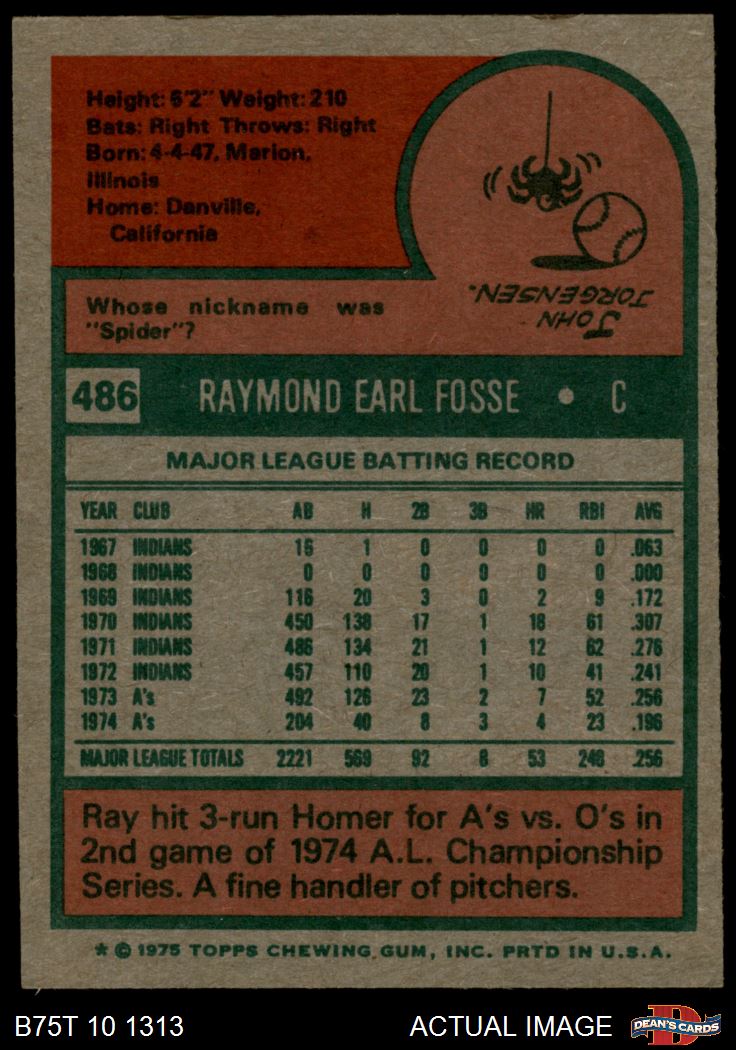 Height: 6'2" Weight: 210
Bats: Right Throws: Right
Born: 4-4-47, Marion,
Illinois
Home: Danville,
California
Whose nickname was
"Spider"?
JOHN
JORGENSEN.
486 RAYMOND EARL FOSSE • C
MAJOR LEAGUE BATTING RECORD
YEAR CLUB AB H 2B 3B HR RBI AVG
1967 INDIANS 16 1 0 0 0 0 .063
1968 INDIANS 0 0 0 0 0 0 .000
1969 INDIANS 116 20 3 0 2 9 .172
1970 INDIANS 450 138 17 1 18 61 .307
1971 INDIANS 486 134 21 1 12 62 .276
1972 INDIANS 457 110 20 1 10 41 .241
1973 A's 492 126 23 2 7 52 .256
1974 A's 204 40 8 3 4 23 .196
MAJOR LEAGUE TOTALS 2221 569 92 8 53 248 .256
Ray hit 3-run Homer for A's vs. O's in
2nd game of 1974 A.L. Championship
Series. A fine handler of pitchers.
* © 1975 TOPPS CHEWING GUM, INC. PRTD IN U.S.A.
B75T 10 1313 ACTUAL IMAGE DEAN'S CARDS